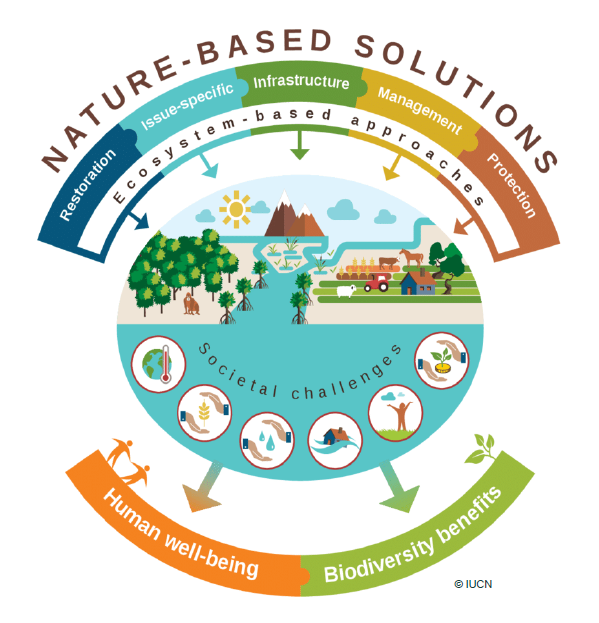 NATURE-BASED SOLUTIONS
Restoration
Issue-specific
Infrastructure
Management
Protection
Ecosystem-based approaches
Societal challenges
Human well-being
Biodiversity benefits
© IUCN